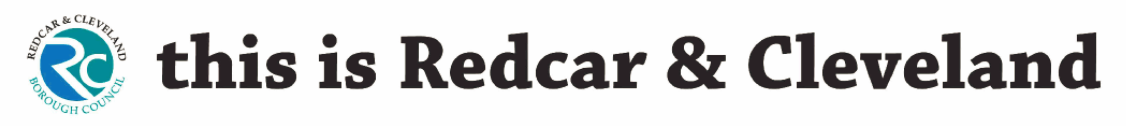 REDCAR & CLEVELAND
RC
BOROUGH COUNCIL
this is Redcar & Cleveland